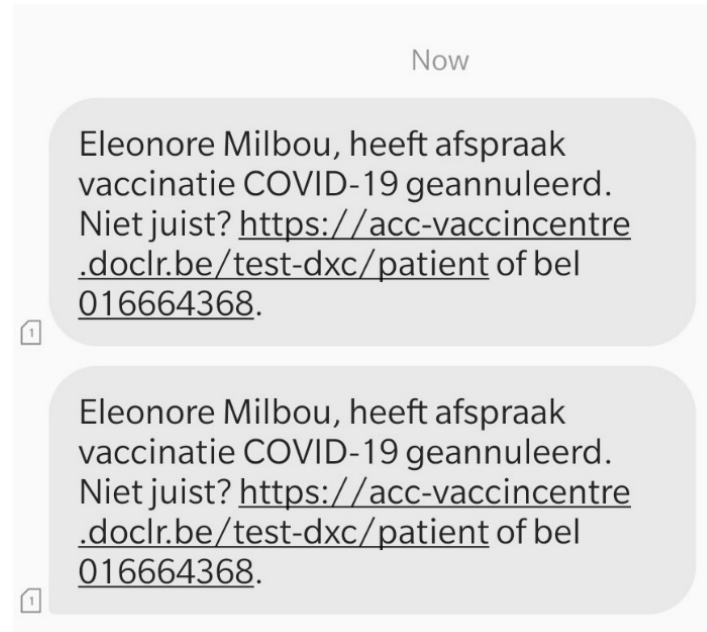 Now
Eleonore Milbou, heeft afspraak
vaccinatie COVID-19 geannuleerd.
Niet juist? https://acc-vaccincentre
.doclr.be/test-dxc/patient of bel
016664368.
1
Eleonore Milbou, heeft afspraak
vaccinatie COVID-19 geannuleerd.
Niet juist? https://acc-vaccincentre
.doclr.be/test-dxc/patient of bel
016664368.
1